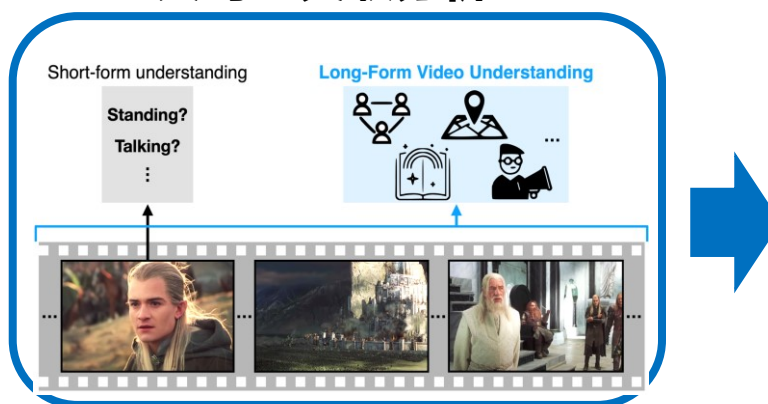 Short-form understanding
Long-Form Video Understanding
Standing?
Talking?
⋮
...
...
...
...
...